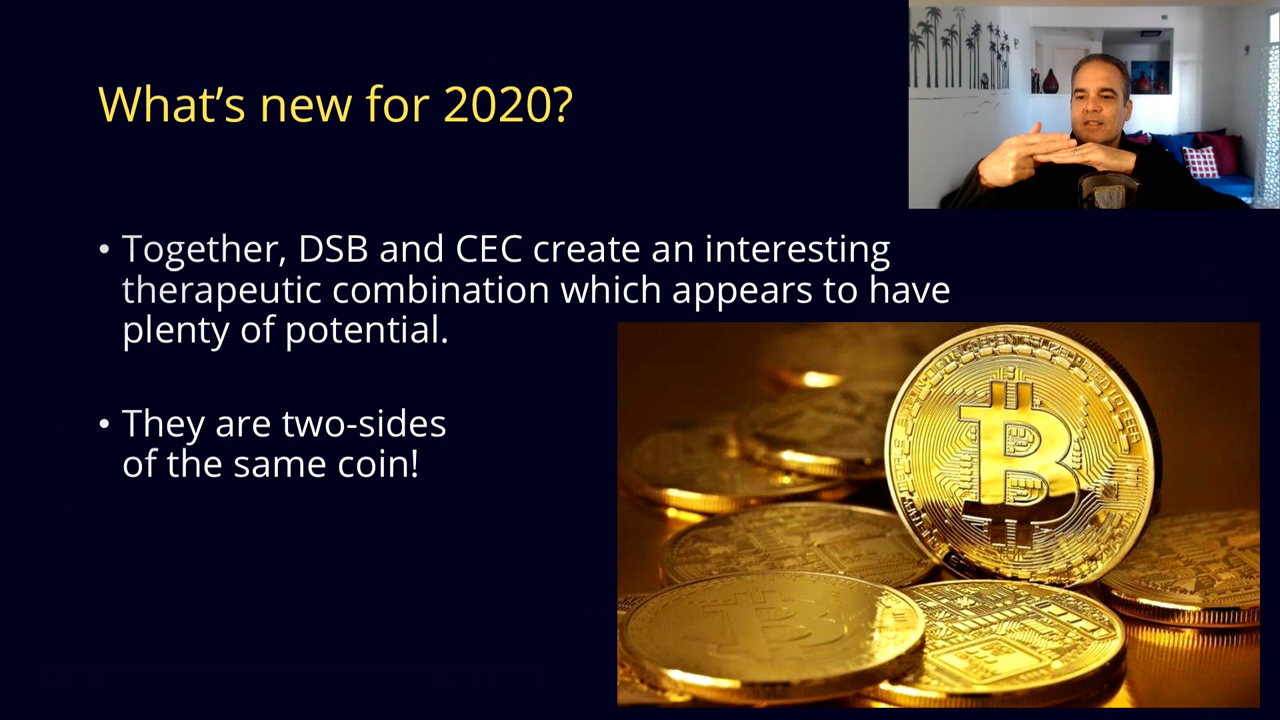 What’s new for 2020?
• Together, DSB and CEC create an interesting
therapeutic combination which appears to have
plenty of potential.
• They are two-sides
of the same coin!